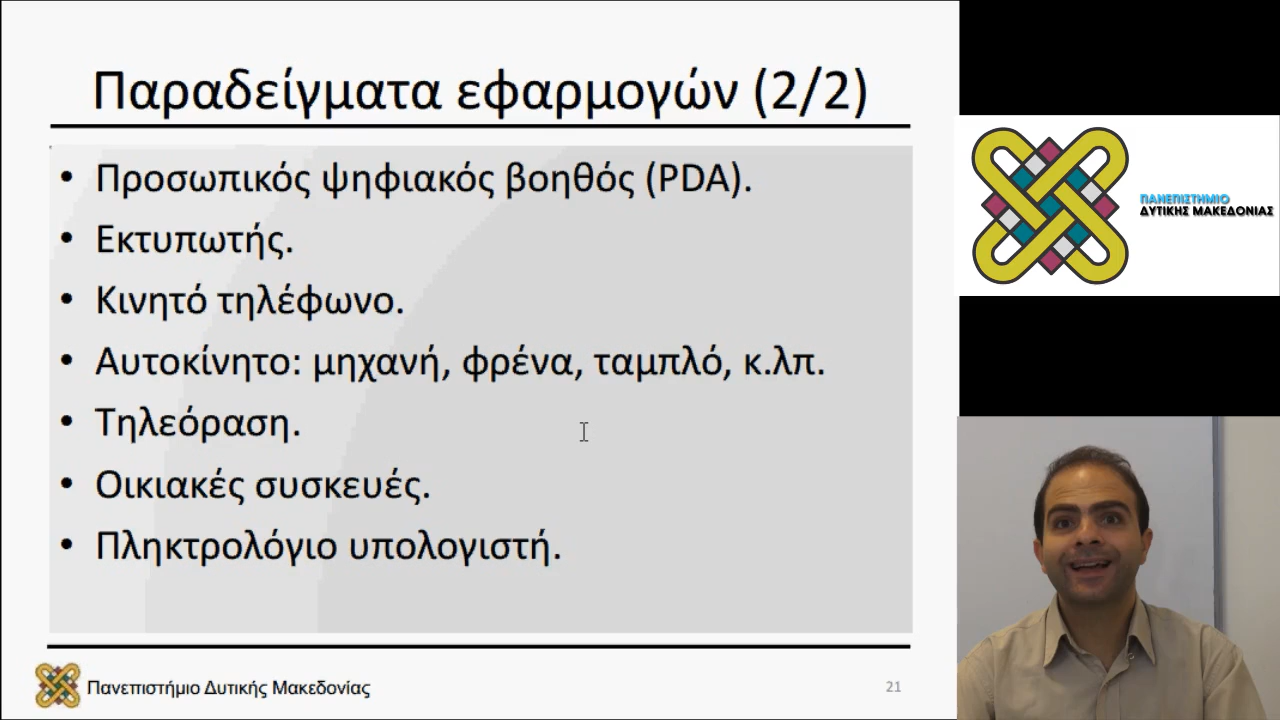 Παραδείγματα εφαρμογών (2/2)
• Προσωπικός ψηφιακός βοηθός (PDA).
• Εκτυπωτής.
• Κινητό τηλέφωνο.
• Αυτοκίνητο: μηχανή, φρένα, ταμπλό, κ.λπ.
• Τηλεόραση.
• Οικιακές συσκευές.
• Πληκτρολόγιο υπολογιστή.
Πανεπιστήμιο Δυτικής Μακεδονίας
21
ΠΑΝΕΠΙΣΤΗΜΙΟ
ΔΥΤΙΚΗΣ ΜΑΚΕΔΟΝΙΑΣ